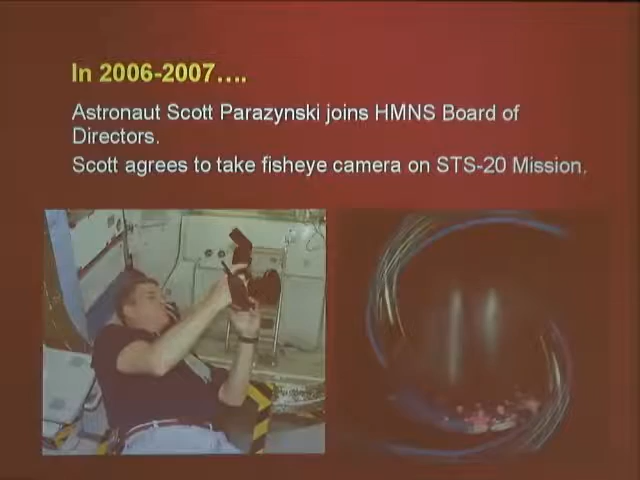 In 2006-2007....
Astronaut Scott Parazynski joins HMNS Board of
Directors.
Scott agrees to take fisheye camera on STS-20 Mission.